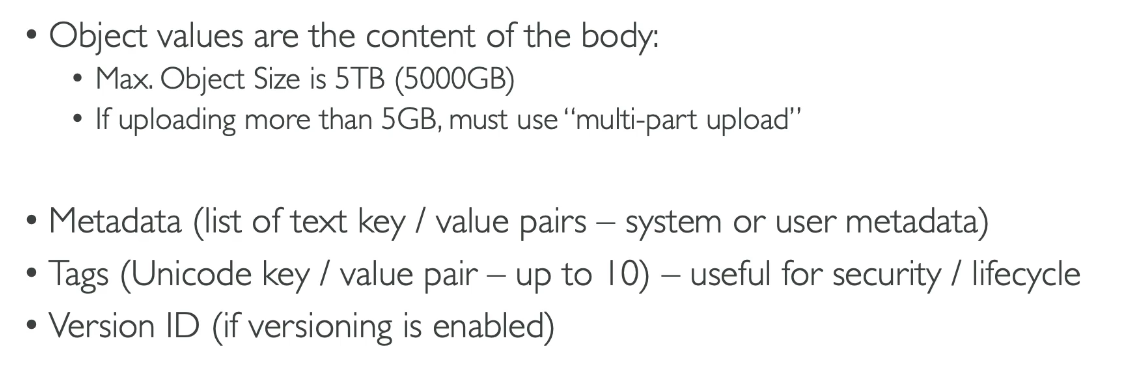 • Object values are the content of the body:
• Max. Object Size is 5TB (5000GB)
• If uploading more than 5GB, must use “multi-part upload”
• Metadata (list of text key / value pairs – system or user metadata)
• Tags (Unicode key / value pair – up to 10) – useful for security / lifecycle
• Version ID (if versioning is enabled)